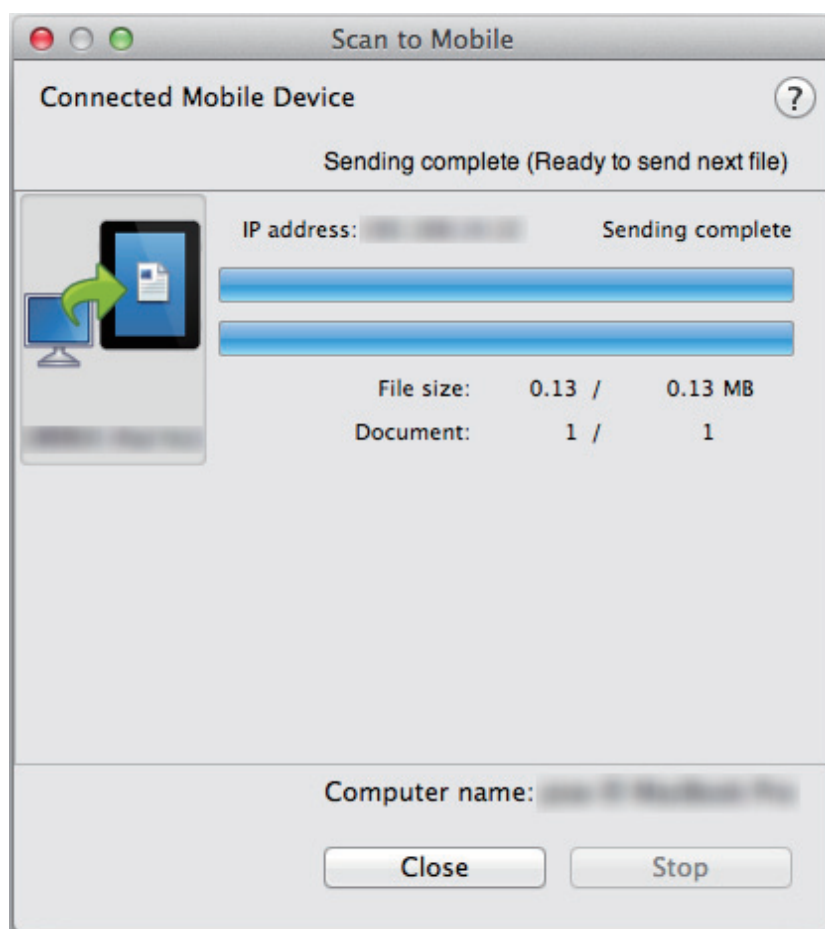 Scan to Mobile
Connected Mobile Device
?
Sending complete (Ready to send next file)
IP address: Sending complete
File size: 0.13 / 0.13 MB
Document: 1 / 1
Computer name:
Close Stop